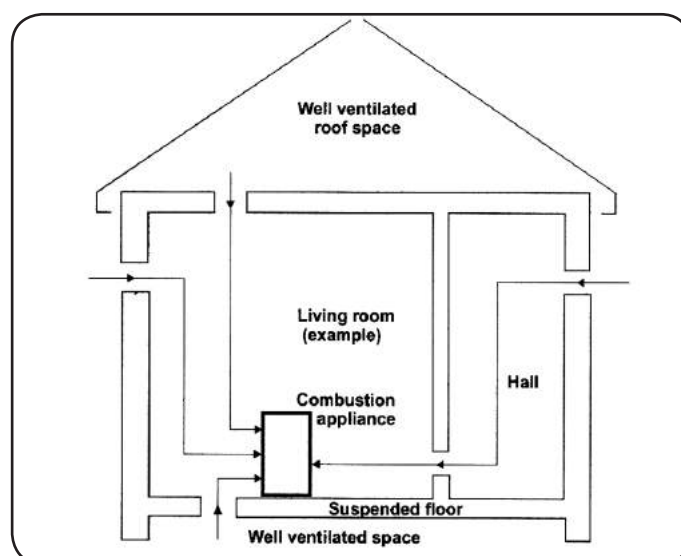 Well ventilated
roof space
Living room
(example)
Hall
Combustion
appliance
Suspended floor
Well ventilated space